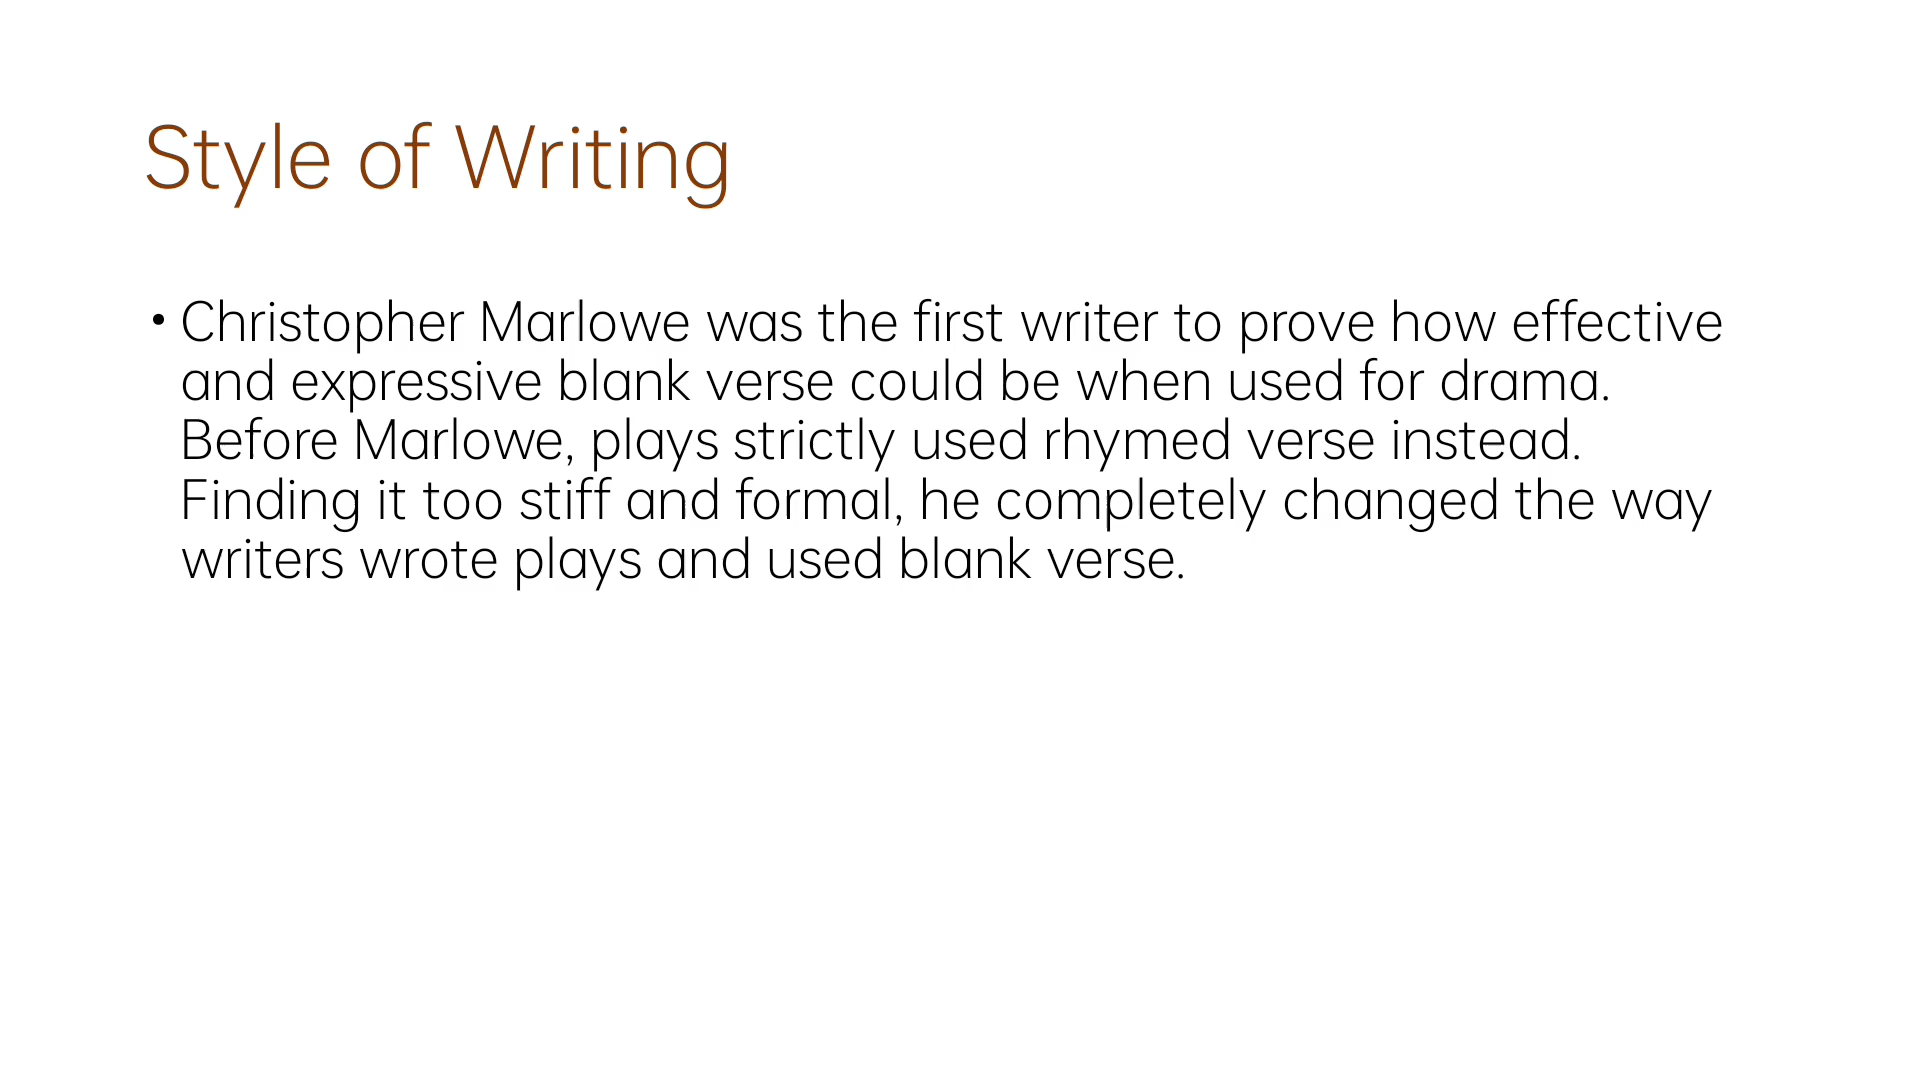 Style of Writing
• Christopher Marlowe was the first writer to prove how effective
and expressive blank verse could be when used for drama.
Before Marlowe, plays strictly used rhymed verse instead.
Finding it too stiff and formal, he completely changed the way
writers wrote plays and used blank verse.